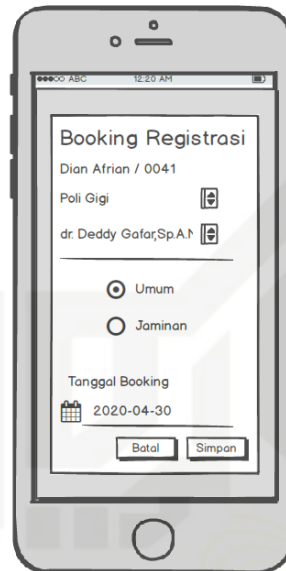 ABC 12:20 AM
Booking Registrasi
Dian Afrian / 0041
Poli Gigi
dr. Deddy Gafar,Sp.A.
Umum
Jaminan
Tanggal Booking
2020-04-30
Batal Simpan